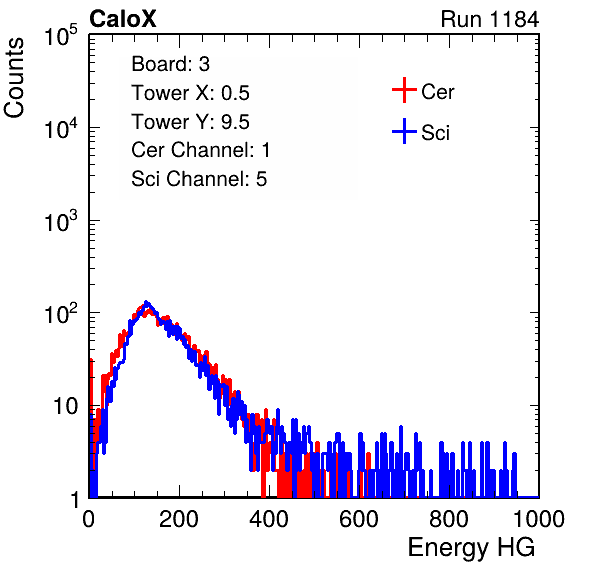 CaloX Run 1184
Counts
10^5
10^4
10^3
10^2
10
1
Board: 3
Tower X: 0.5
Tower Y: 9.5
Cer Channel: 1
Sci Channel: 5
Cer
Sci
0 200 400 600 800 1000
Energy HG